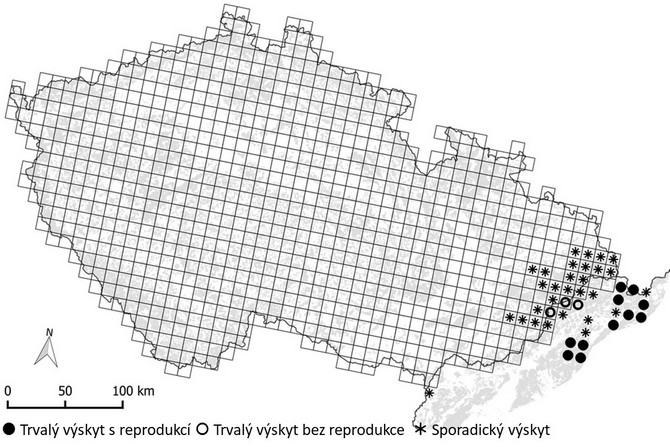 N
0 50 100 km
Trvalý výskyt s reprodukcí Trvalý výskyt bez reprodukce Sporadický výskyt